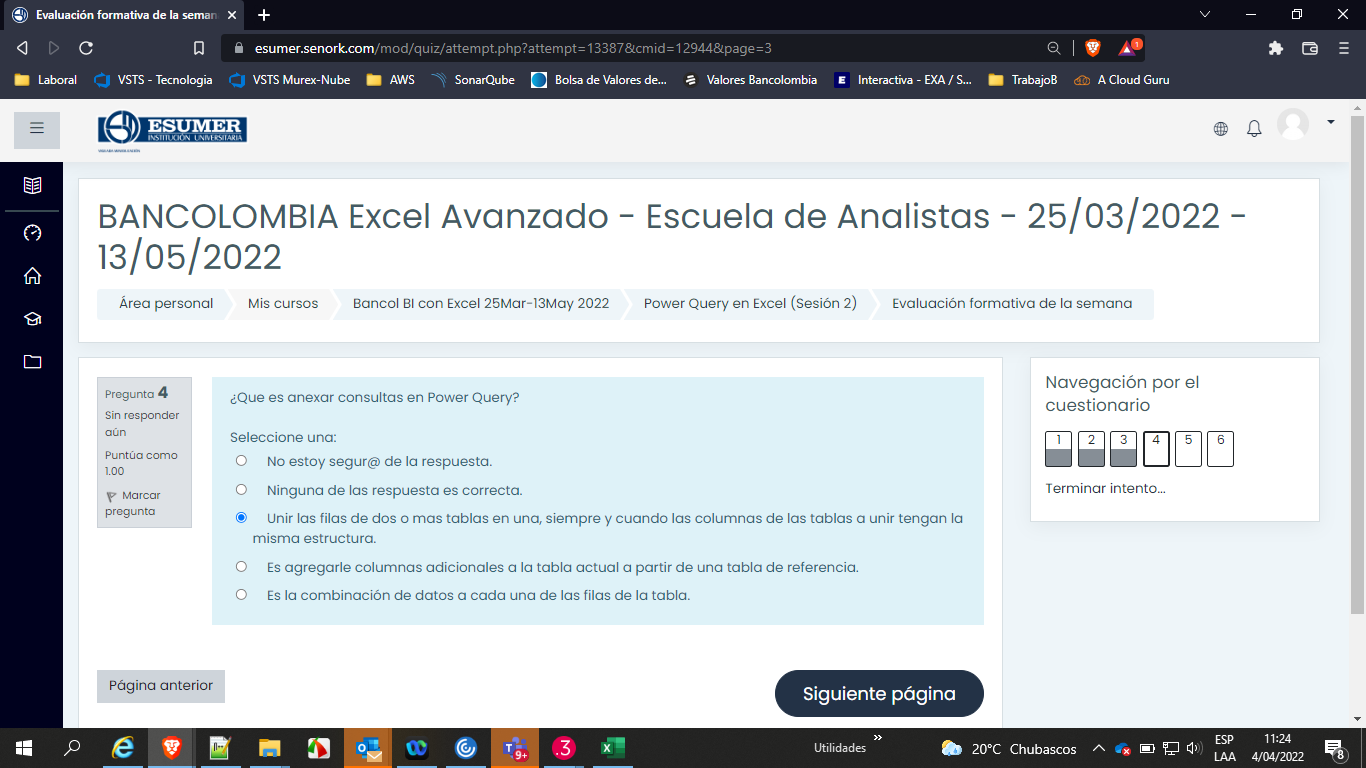 Evaluación formativa de la seman
esumer.senork.com/mod/quiz/attempt.php?attempt=13387&cmid=12944&page=3
1
Laboral
VSTS - Tecnologia
VSTS Murex-Nube
AWS
SonarQube
Bolsa de Valores de...
Valores Bancolombia
E
Interactiva - EXA / S...
TrabajoB
A Cloud Guru
ESUMER
INSTITUCIÓN UNIVERSITARIA
BANCOLOMBIA Excel Avanzado - Escuela de Analistas - 25/03/2022 -
13/05/2022
Área personal
Mis cursos
Bancol BI con Excel 25Mar-13May 2022
Power Query en Excel (Sesión 2)
Evaluación formativa de la semana
Pregunta 4
Sin responder
aún
Puntúa como
1.00
Marcar
pregunta
¿Que es anexar consultas en Power Query?
Seleccione una:
No estoy segur@ de la respuesta.
Ninguna de las respuesta es correcta.
Unir las filas de dos o mas tablas en una, siempre y cuando las columnas de las tablas a unir tengan la
misma estructura.
Es agregarle columnas adicionales a la tabla actual a partir de una tabla de referencia.
Es la combinación de datos a cada una de las filas de la tabla.
Página anterior
Siguiente página
Navegación por el
cuestionario
1 2 3 4 5 6
Terminar intento...
9+
.3
Utilidades
20°C Chubascos
ESP
LAA
11:24
4/04/2022
8